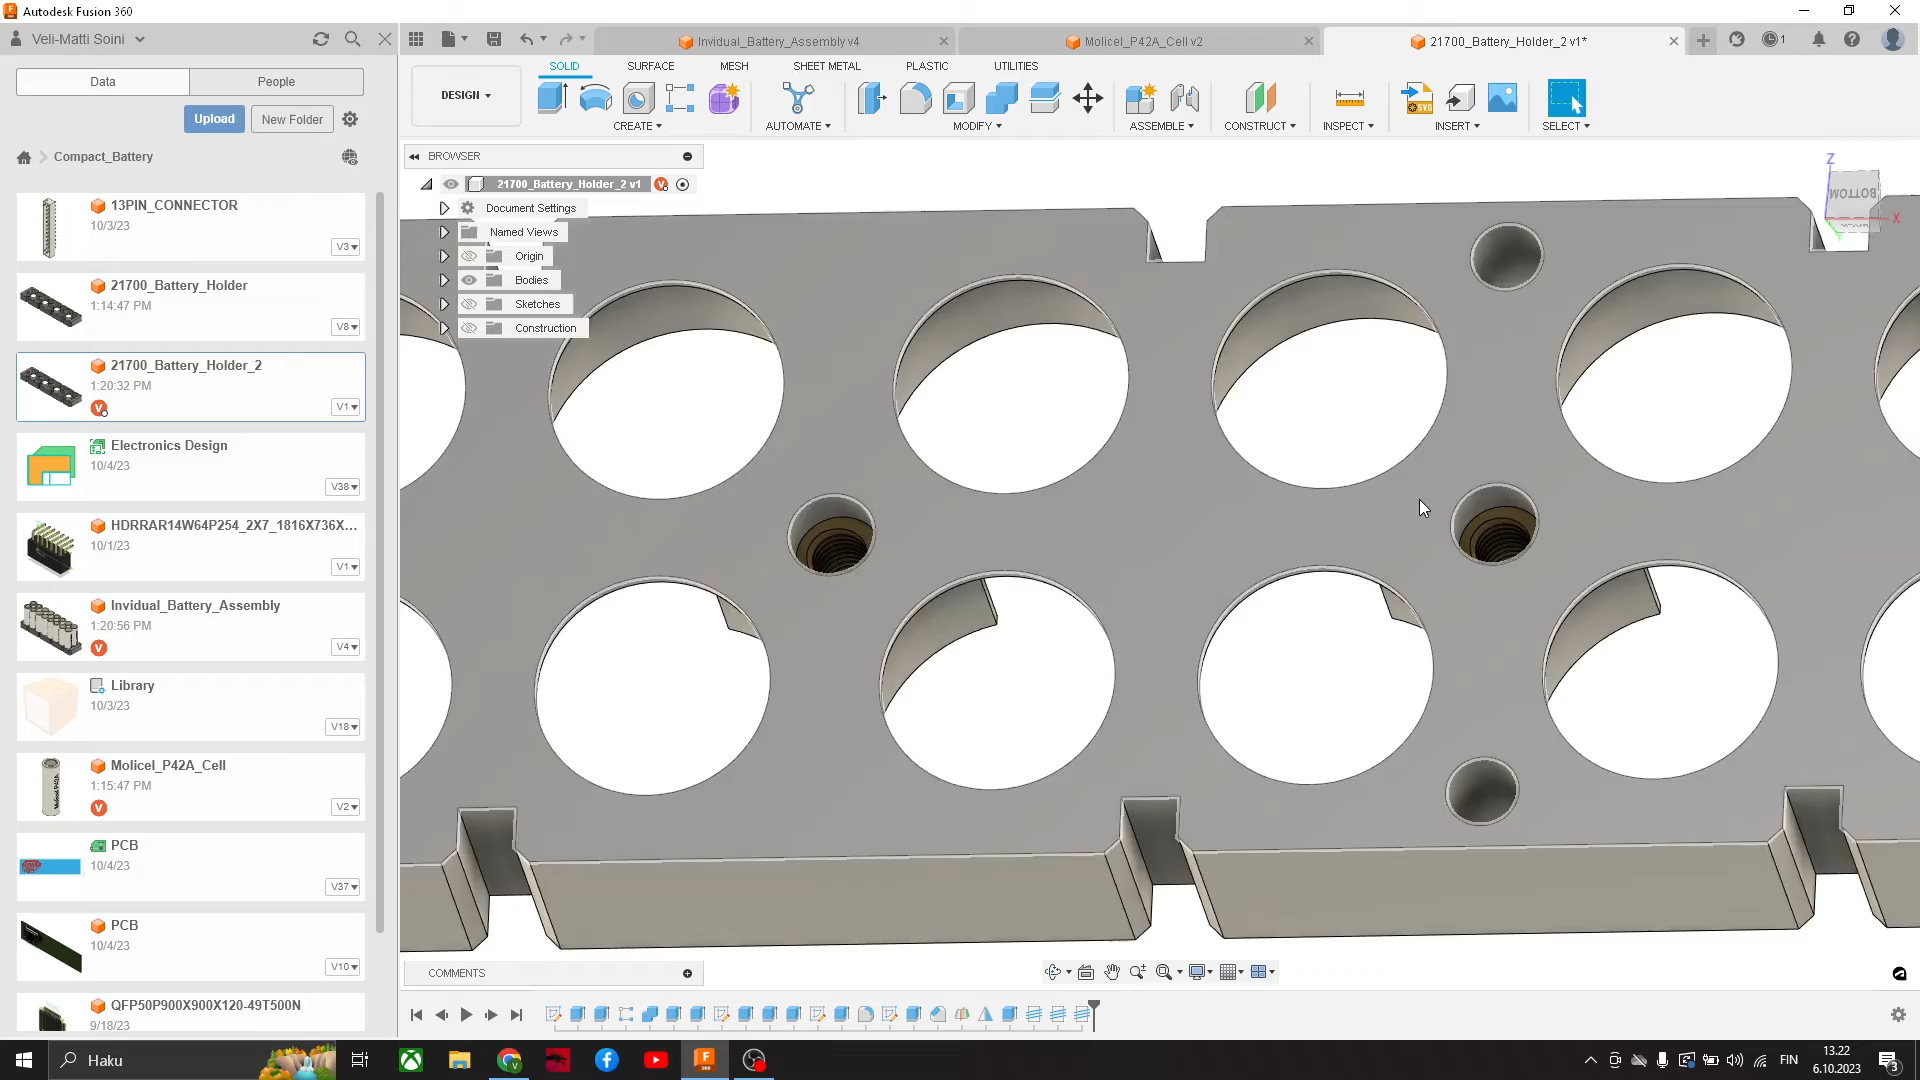 Autodesk Fusion 360
Veli-Matti Soini
Invidual_Battery_Assembly v4
Molicel_P42A_Cell v2
21700_Battery_Holder_2 v1*
1
Data
People
Upload
New Folder
Compact_Battery
13PIN_CONNECTOR
10/3/23
V3
21700_Battery_Holder
1:14:47 PM
V8
21700_Battery_Holder_2
1:20:32 PM
V
V1
Electronics Design
10/4/23
V38
HDRRAR14W64P254_2X7_1816X736X...
10/1/23
V1
Invidual_Battery_Assembly
1:20:56 PM
V
V4
Library
10/3/23
V18
Molicel_P42A_Cell
1:15:47 PM
V
V2
PCB
10/4/23
V37
PCB
10/4/23
V10
QFP50P900X900X120-49T500N
9/18/23
SOLID
SURFACE
MESH
SHEET METAL
PLASTIC
UTILITIES
DESIGN
CREATE
AUTOMATE
MODIFY
ASSEMBLE
CONSTRUCT
INSPECT
INSERT
SELECT
BROWSER
21700_Battery_Holder_2 v1
V
Document Settings
Named Views
Origin
Bodies
Sketches
Construction
Z
BOTTOM
X
COMMENTS
Haku
FIN
13.22
6.10.2023
3